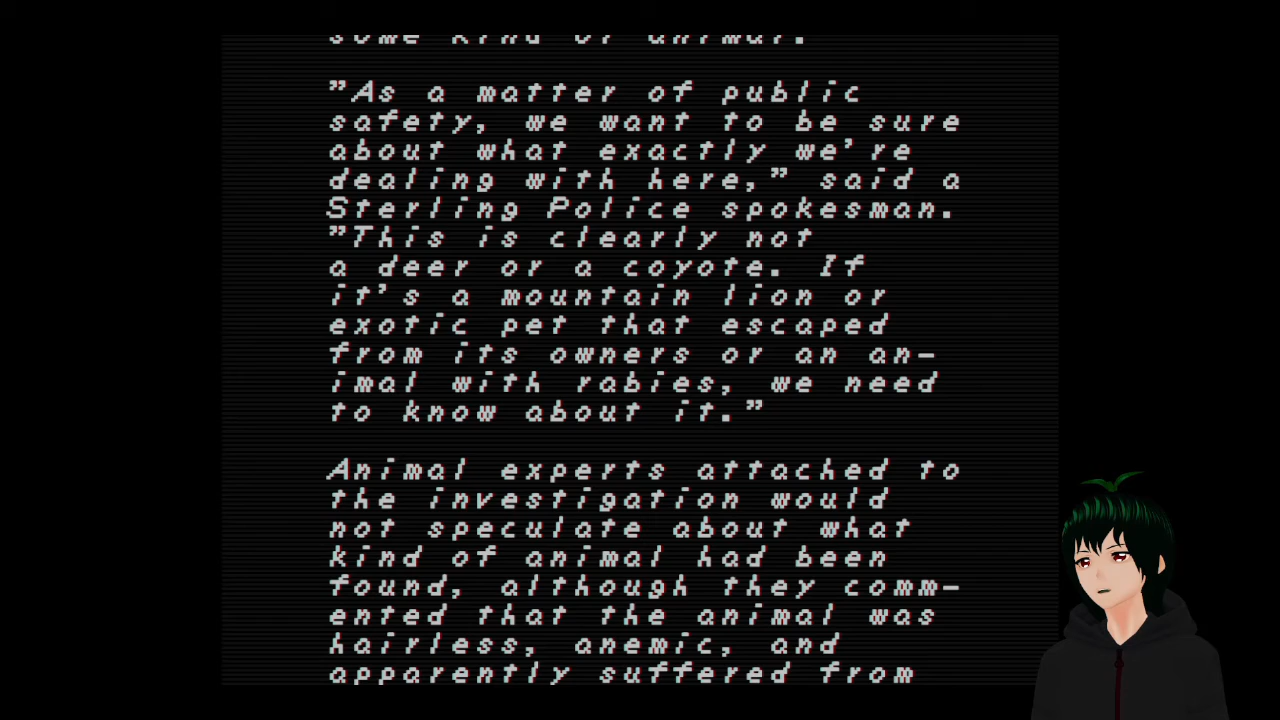 some kind of animal.
"As a matter of public
safety, we want to be sure
about what exactly we're
dealing with here," said a
Sterling Police spokesman.
"This is clearly not
a deer or a coyote. If
it's a mountain lion or
exotic pet that escaped
from its owners or an an-
imal with rabies, we need
to know about it."
Animal experts attached to
the investigation would
not speculate about what
kind of animal had been
found, although they comm-
ented that the animal was
hairless, anemic, and
apparently suffered from